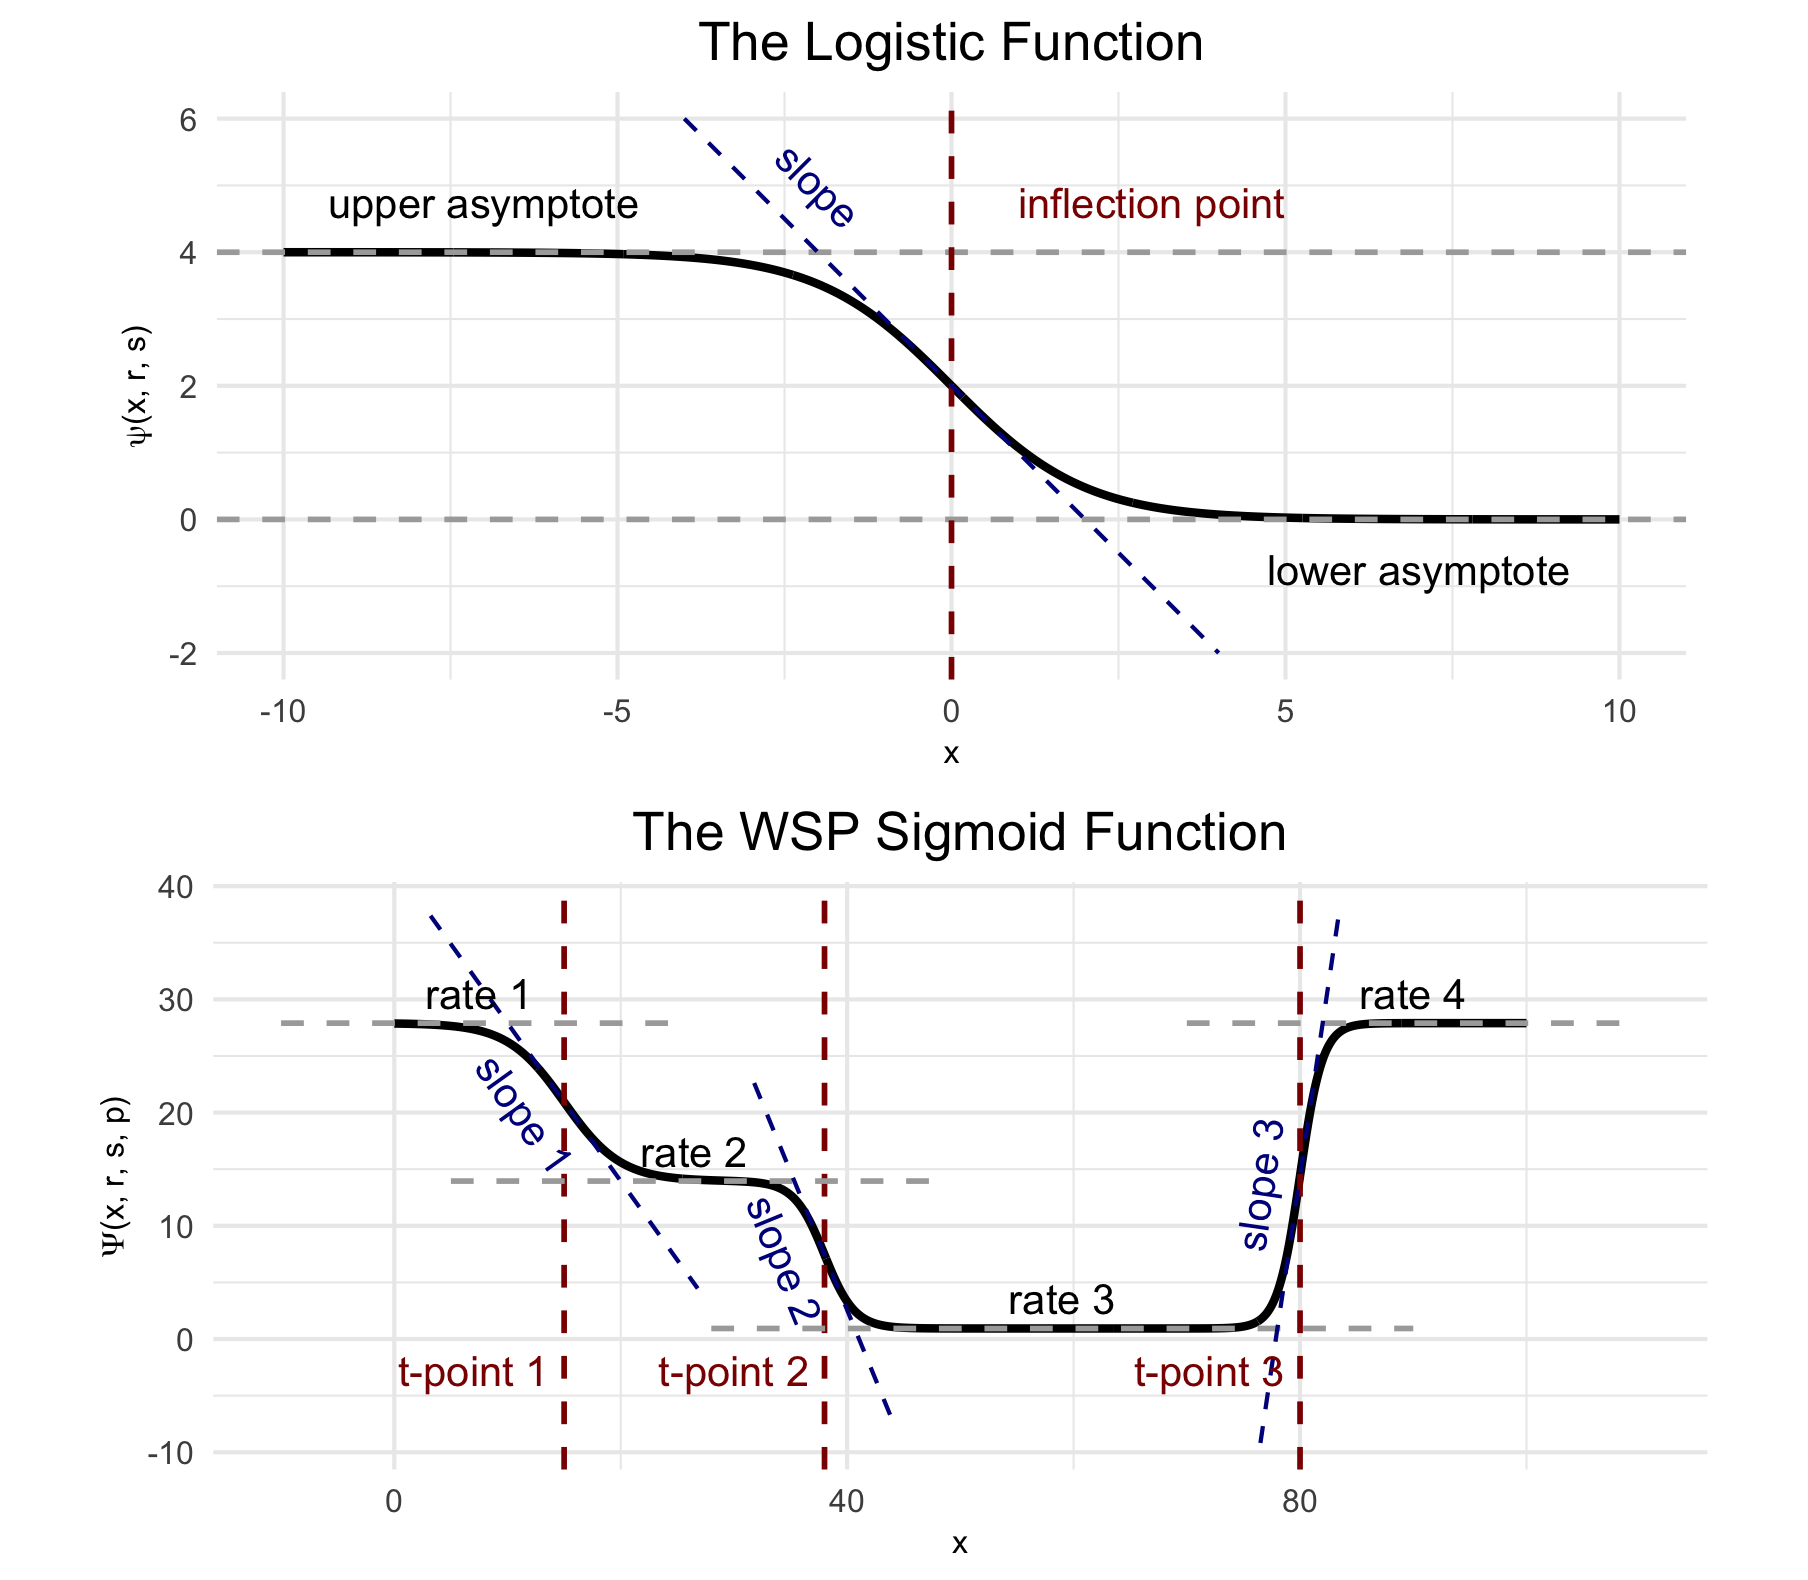 The Logistic Function
6
slope
upper asymptote
inflection point
4
ψ(x, r, s)
2
0
lower asymptote
-2
-10
-5
0
5
10
x
The WSP Sigmoid Function
40
30
rate 1
rate 4
slope 1
20
Ψ(x, r, s, p)
rate 2
slope 3
10
slope 2
rate 3
0
t-point 1
t-point 2
t-point 3
-10
0
40
80
x